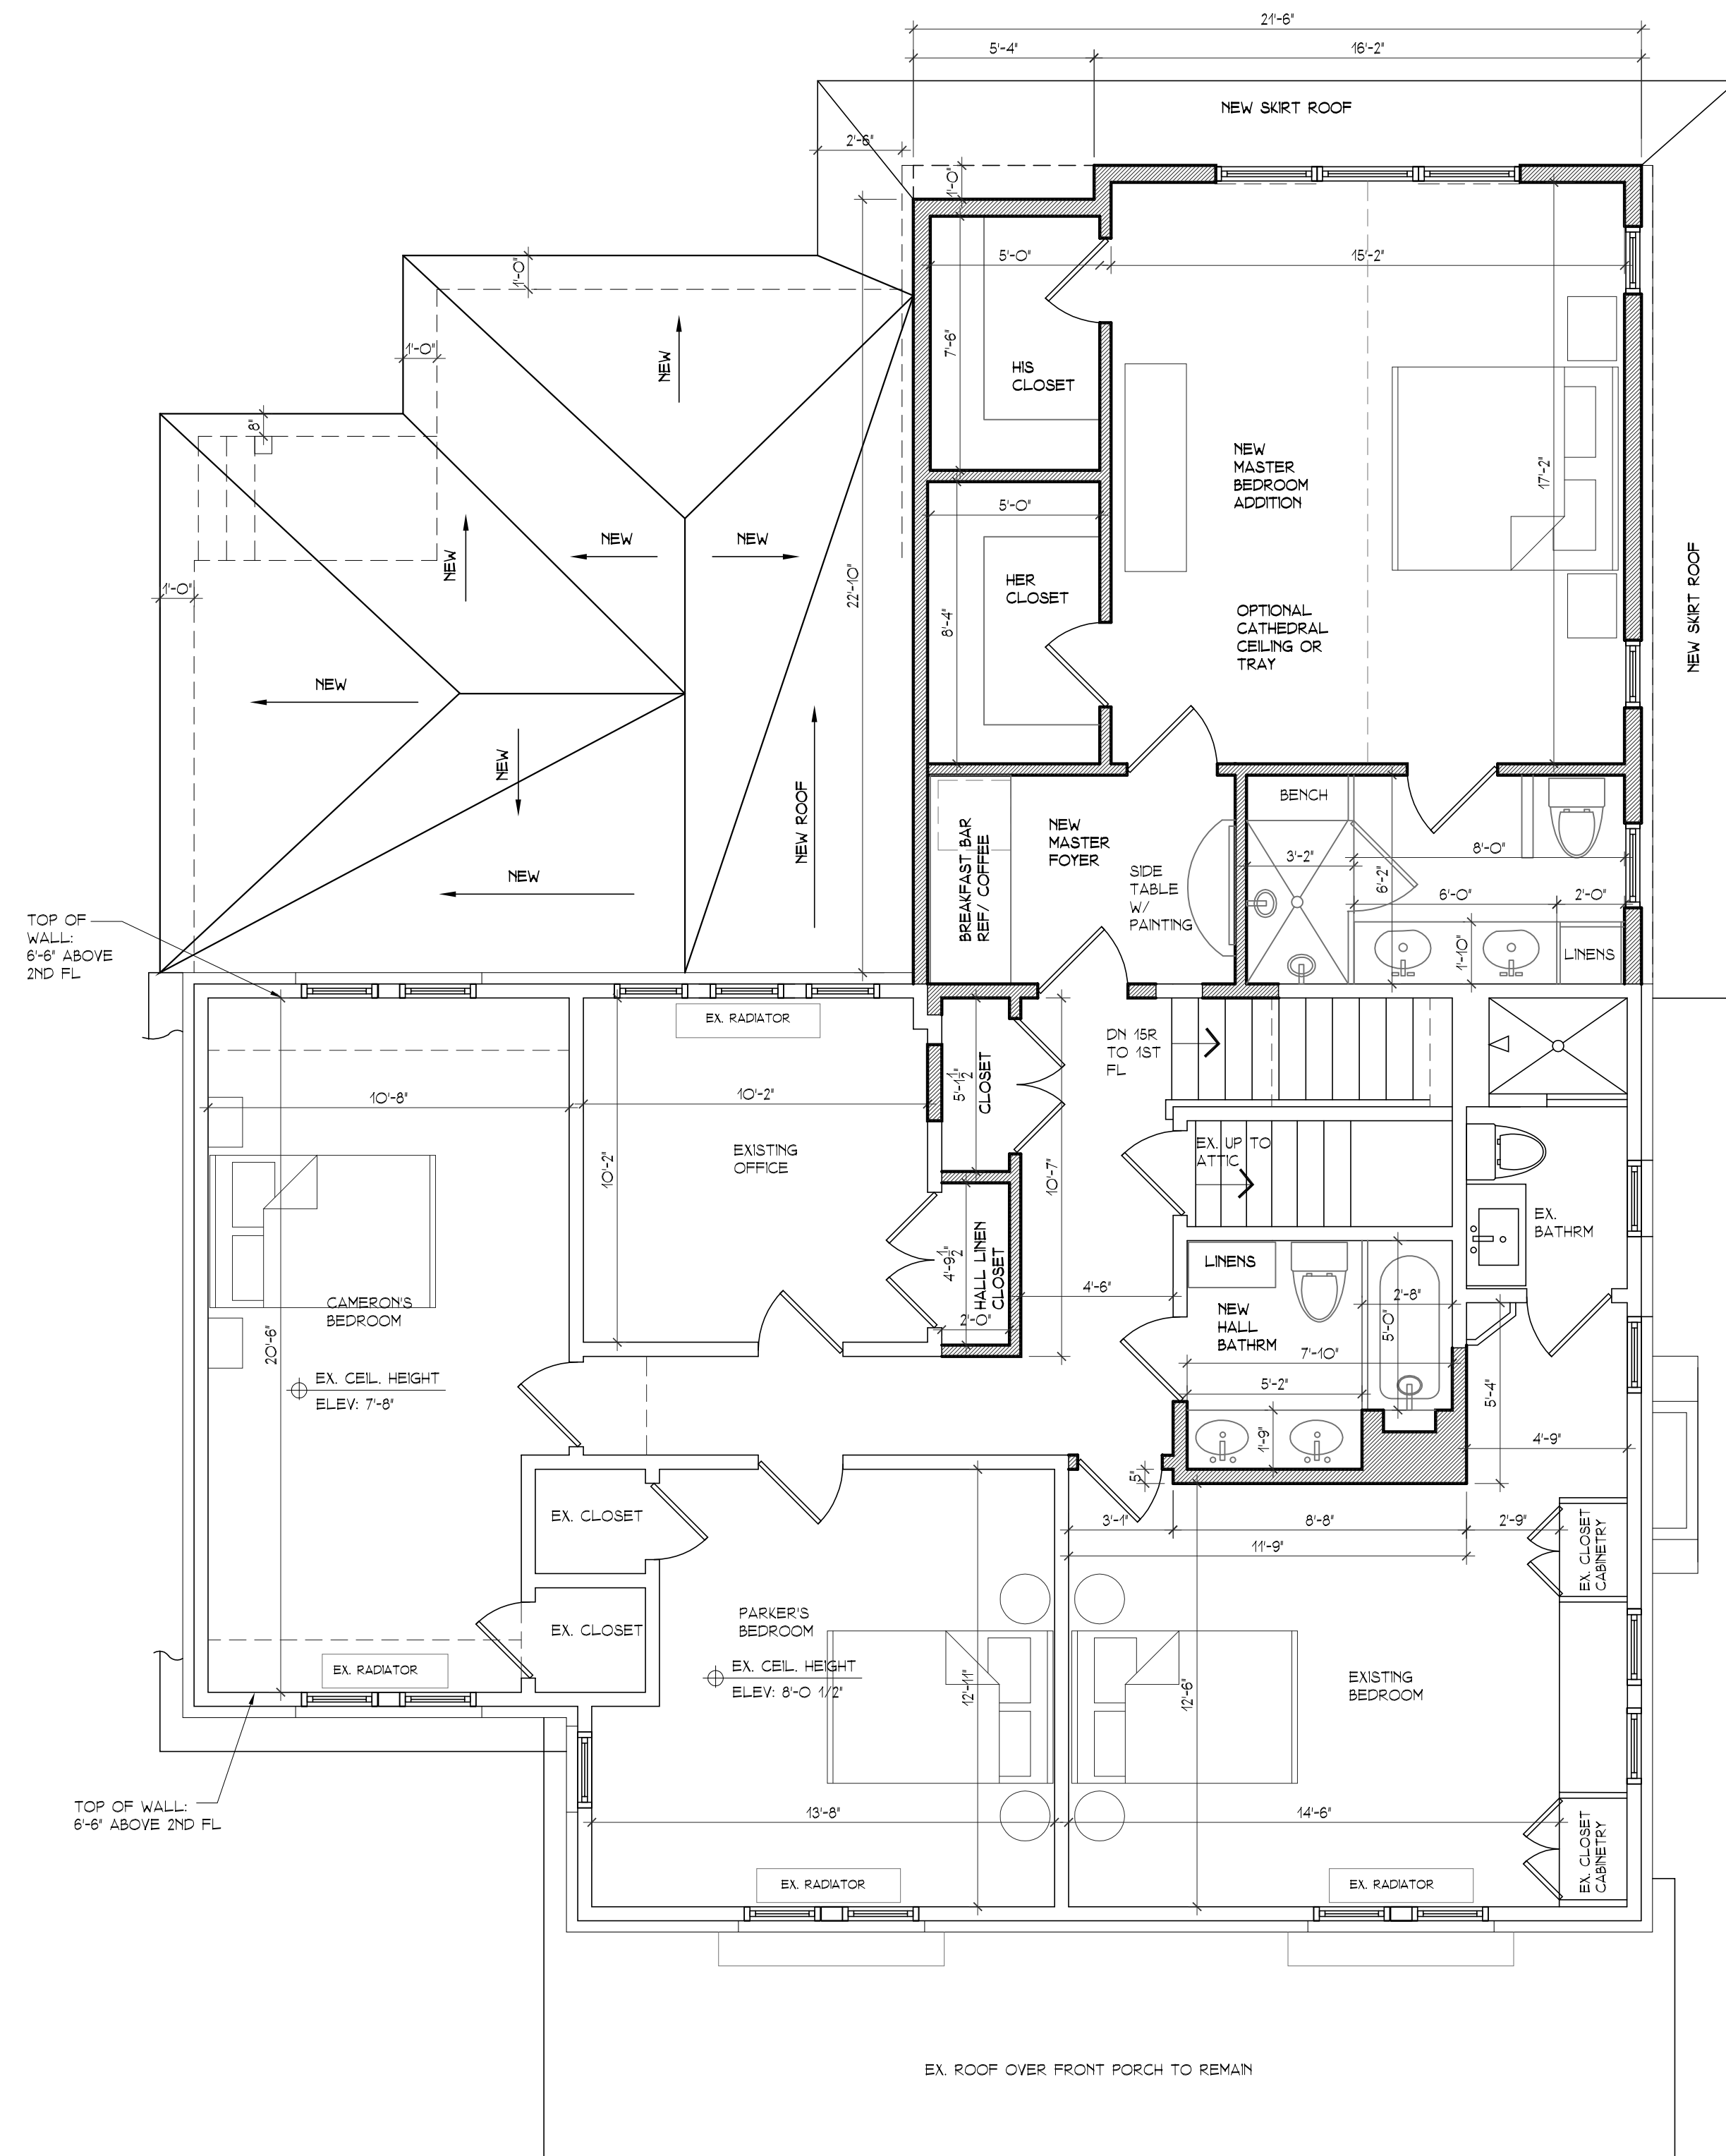 21'-6"
5'-4"
16'-2"
NEW SKIRT ROOF
2'-6"
1'-0"
1'-0"
5'-0"
15'-2"
7'-6"
1'-0"
HIS
CLOSET
NEW
8"
NEW
MASTER
BEDROOM
ADDITION
17'-2"
5'-0"
NEW
NEW
NEW
22'-10"
1'-0"
HER
CLOSET
8'-4"
OPTIONAL
CATHEDRAL
CEILING OR
TRAY
NEW SKIRT ROOF
NEW
NEW
NEW ROOF
NEW
BREAKFAST BAR
REF/ COFFEE
NEW
MASTER
FOYER
SIDE
TABLE
W/
PAINTING
BENCH
3'-2"
6'-2"
8'-0"
6'-0"
2'-0"
1'-10"
LINENS
TOP OF
WALL:
6'-6" ABOVE
2ND FL
EX. RADIATOR
10'-8"
10'-2"
5'-1 1/2"
CLOSET
DN 15R
TO 1ST
FL
EXISTING
OFFICE
10'-2"
10'-7"
EX. UP TO
ATTIC
EX.
BATHRM
4'-9 1/2"
HALL LINEN
CLOSET
2'-0"
4'-6"
LINENS
NEW
HALL
BATHRM
2'-8"
5'-0"
7'-10"
5'-2"
1'-9"
5'-4"
4'-9"
CAMERON'S
BEDROOM
20'-6"
EX. CEIL. HEIGHT
ELEV: 7'-8"
5"
EX. CLOSET
EX. CLOSET
3'-1"
8'-8"
2'-9"
11'-9"
EX. CLOSET
CABINETRY
PARKER'S
BEDROOM
EX. CEIL. HEIGHT
ELEV: 8'-0 1/2"
12'-11"
12'-6"
EXISTING
BEDROOM
EX. RADIATOR
TOP OF WALL:
6'-6" ABOVE 2ND FL
13'-8"
14'-6"
EX. CLOSET
CABINETRY
EX. RADIATOR
EX. RADIATOR
EX. ROOF OVER FRONT PORCH TO REMAIN